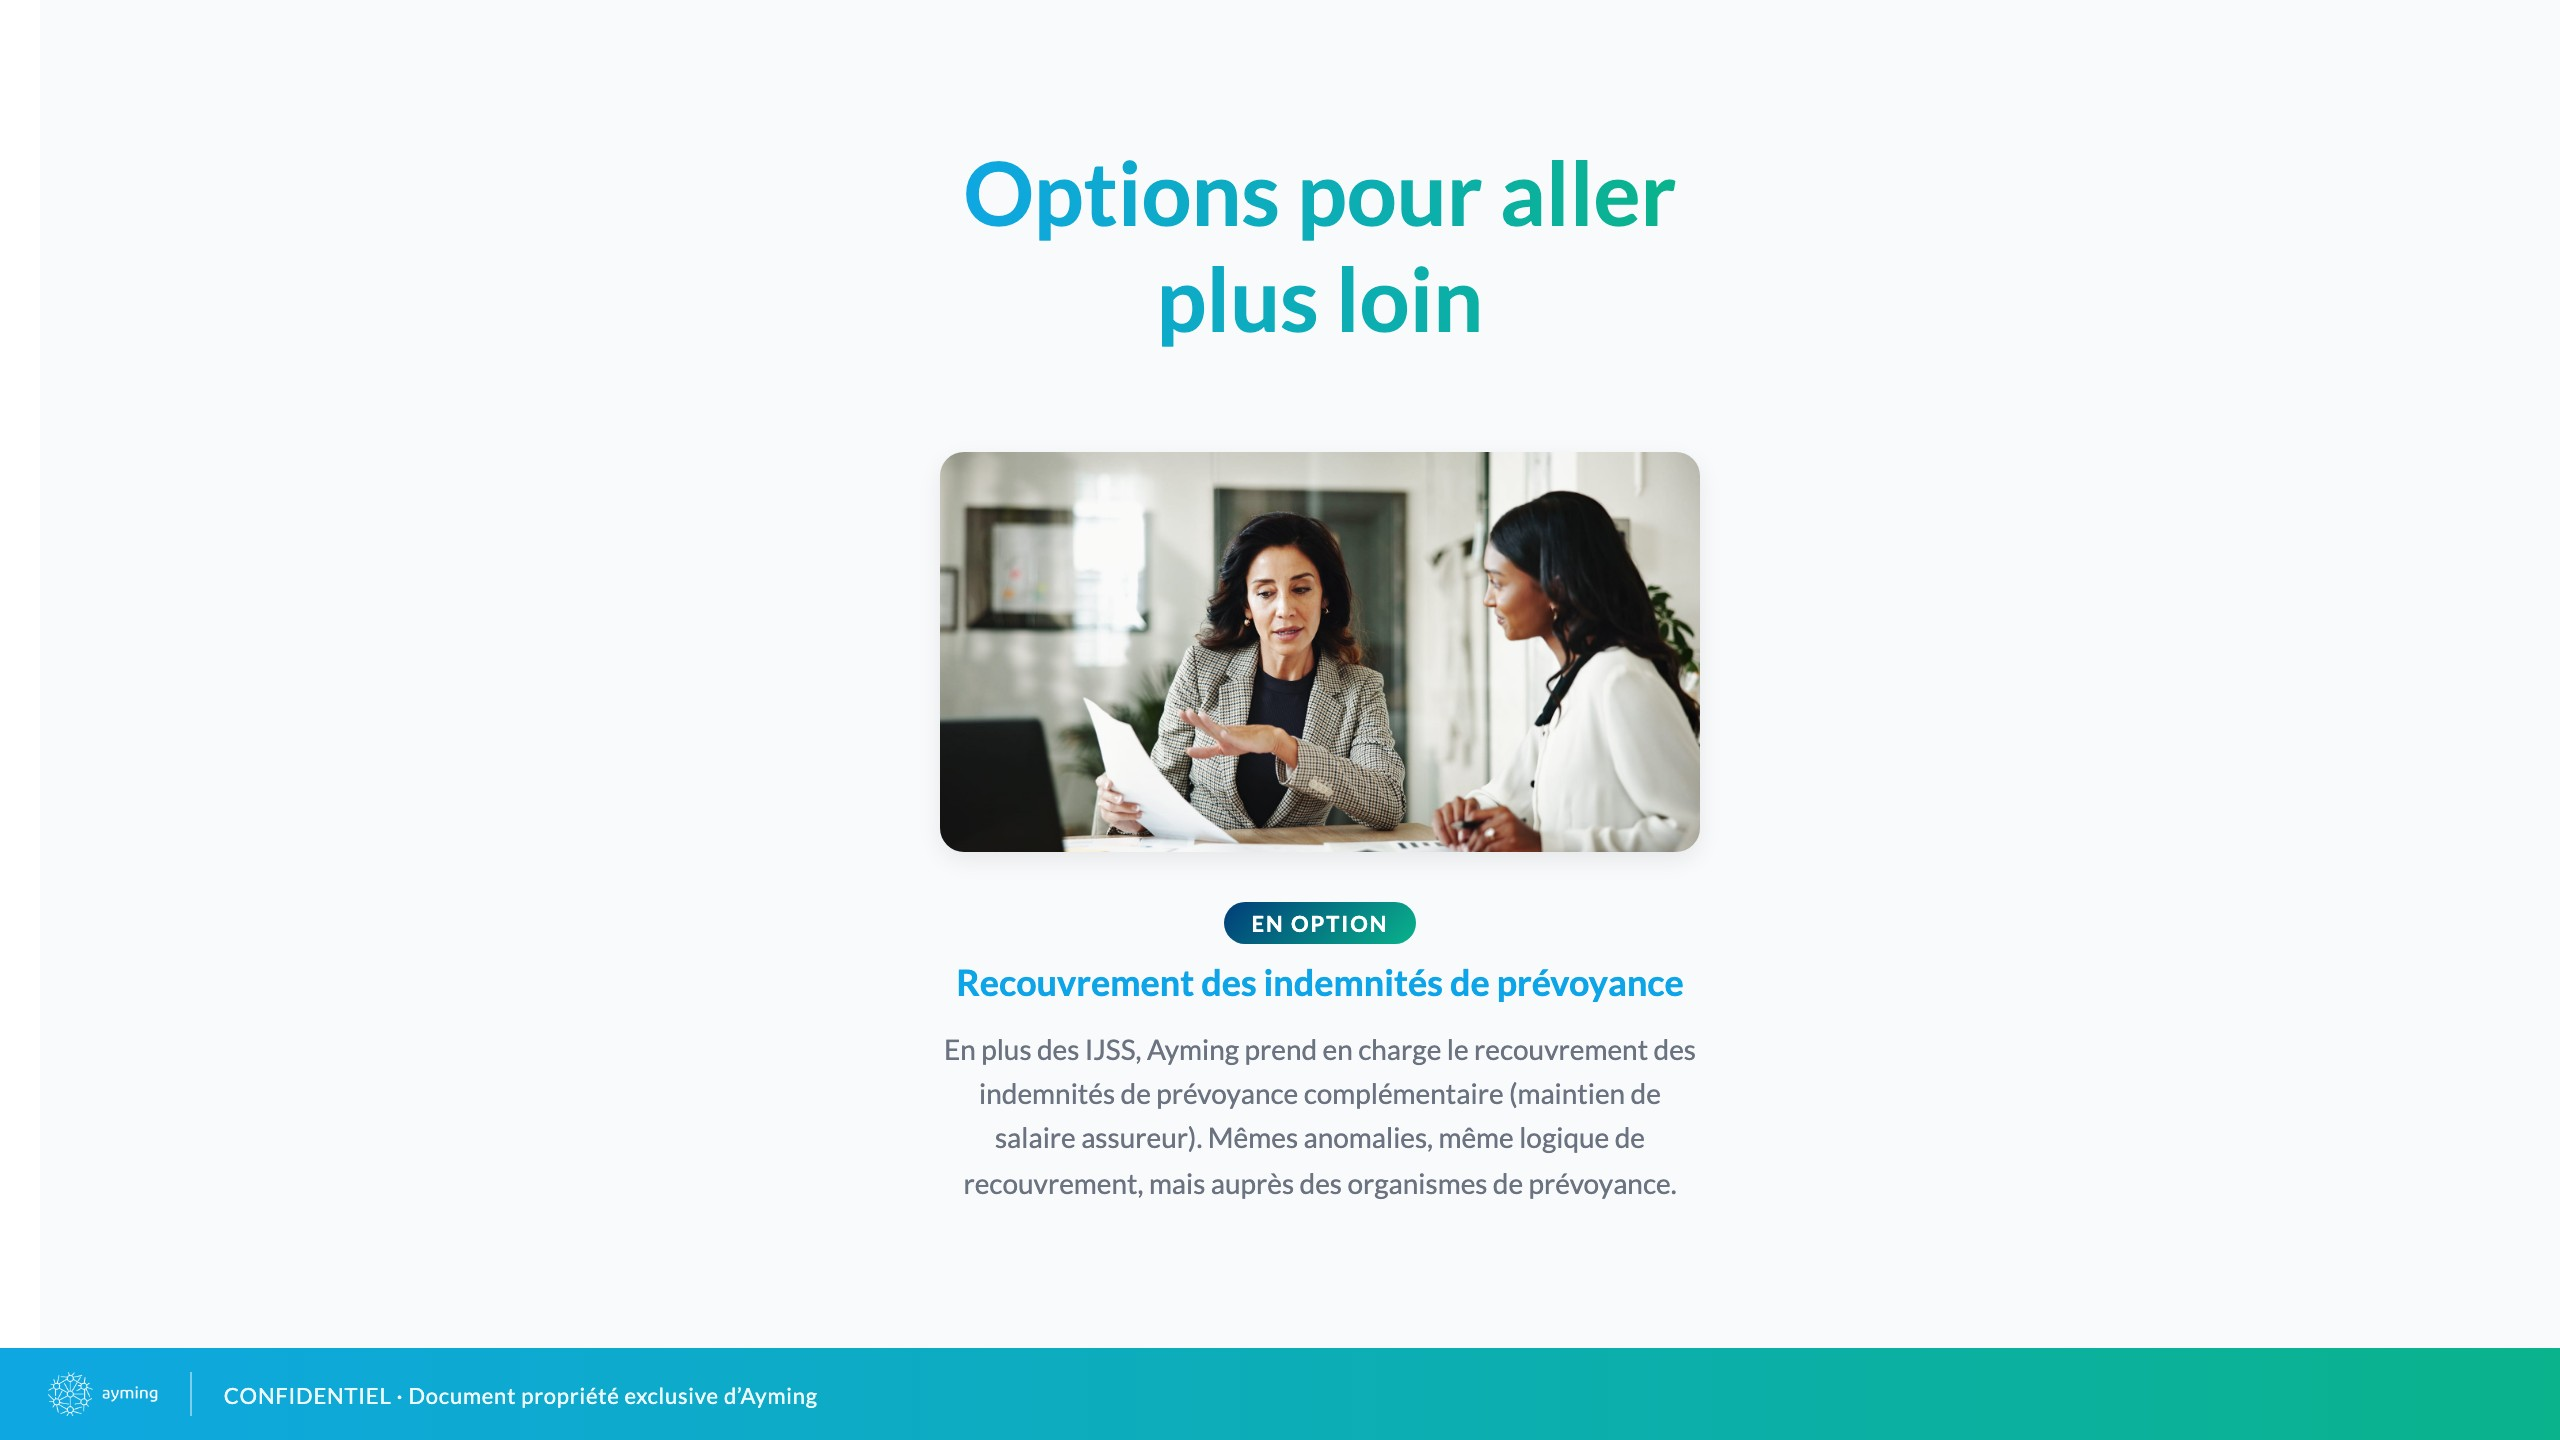 Options pour aller
plus loin
EN OPTION
Recouvrement des indemnités de prévoyance
En plus des IJSS, Ayming prend en charge le recouvrement des
indemnités de prévoyance complémentaire (maintien de
salaire assureur). Mêmes anomalies, même logique de
recouvrement, mais auprès des organismes de prévoyance.
ayming
CONFIDENTIEL · Document propriété exclusive d’Ayming